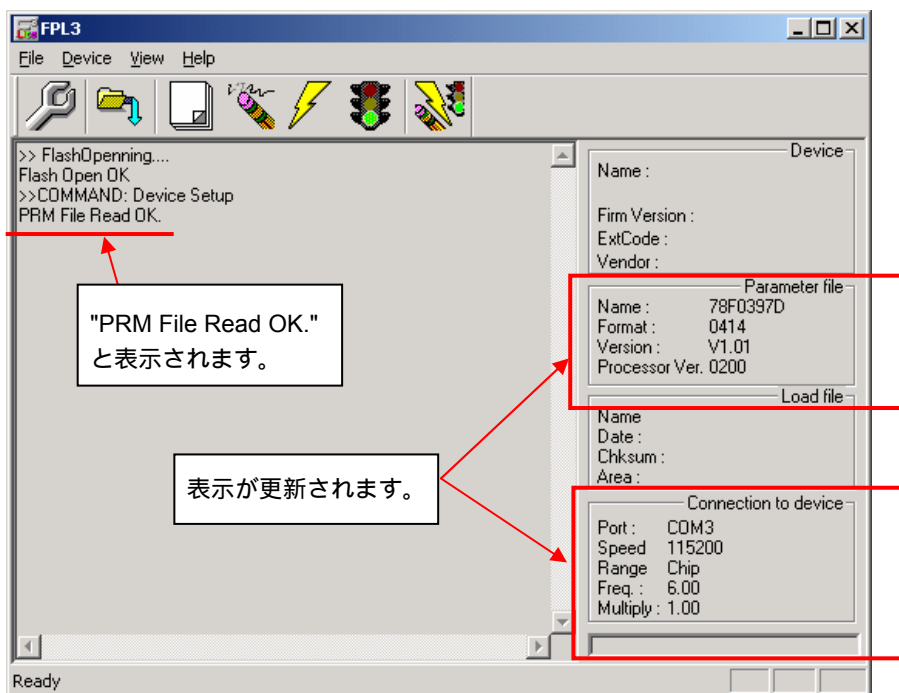 FPL3
File Device View Help
>> FlashOpenning....
Flash Open OK
>>COMMAND: Device Setup
PRM File Read OK.
"PRM File Read OK."
と表示されます。
表示が更新されます。
Device
Name :
Firm Version :
ExtCode :
Vendor :
Parameter file
Name : 78F0397D
Format : 0414
Version : V1.01
Processor Ver. 0200
Load file
Name
Date :
Chksum :
Area :
Connection to device
Port : COM3
Speed 115200
Range Chip
Freq. : 6.00
Multiply : 1.00
Ready